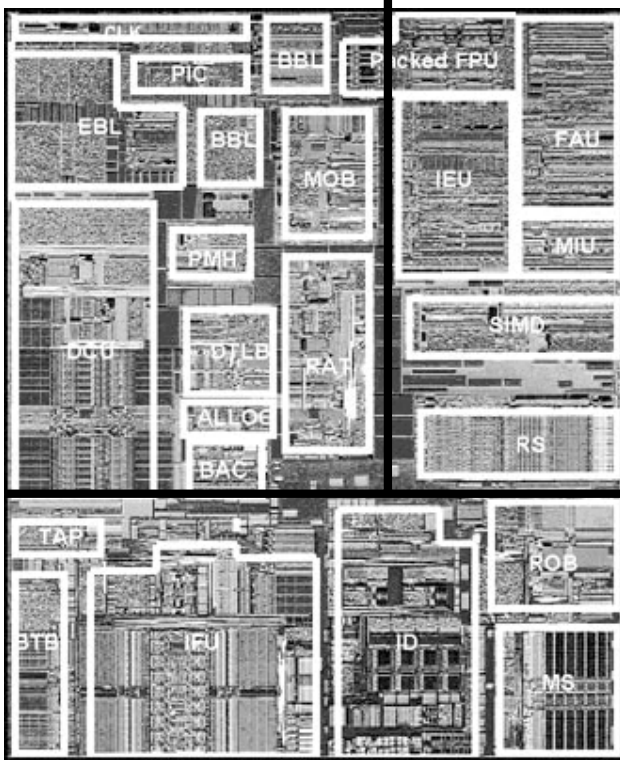 CLK
PIC
BBL
Packed FPU
EBL
BBL
MOB
IEU
FAU
PMH
MIU
DCU
DTLB
RAT
SIMD
ALLOC
BAC
RS
TAP
ROB
BTB
IFU
ID
MS